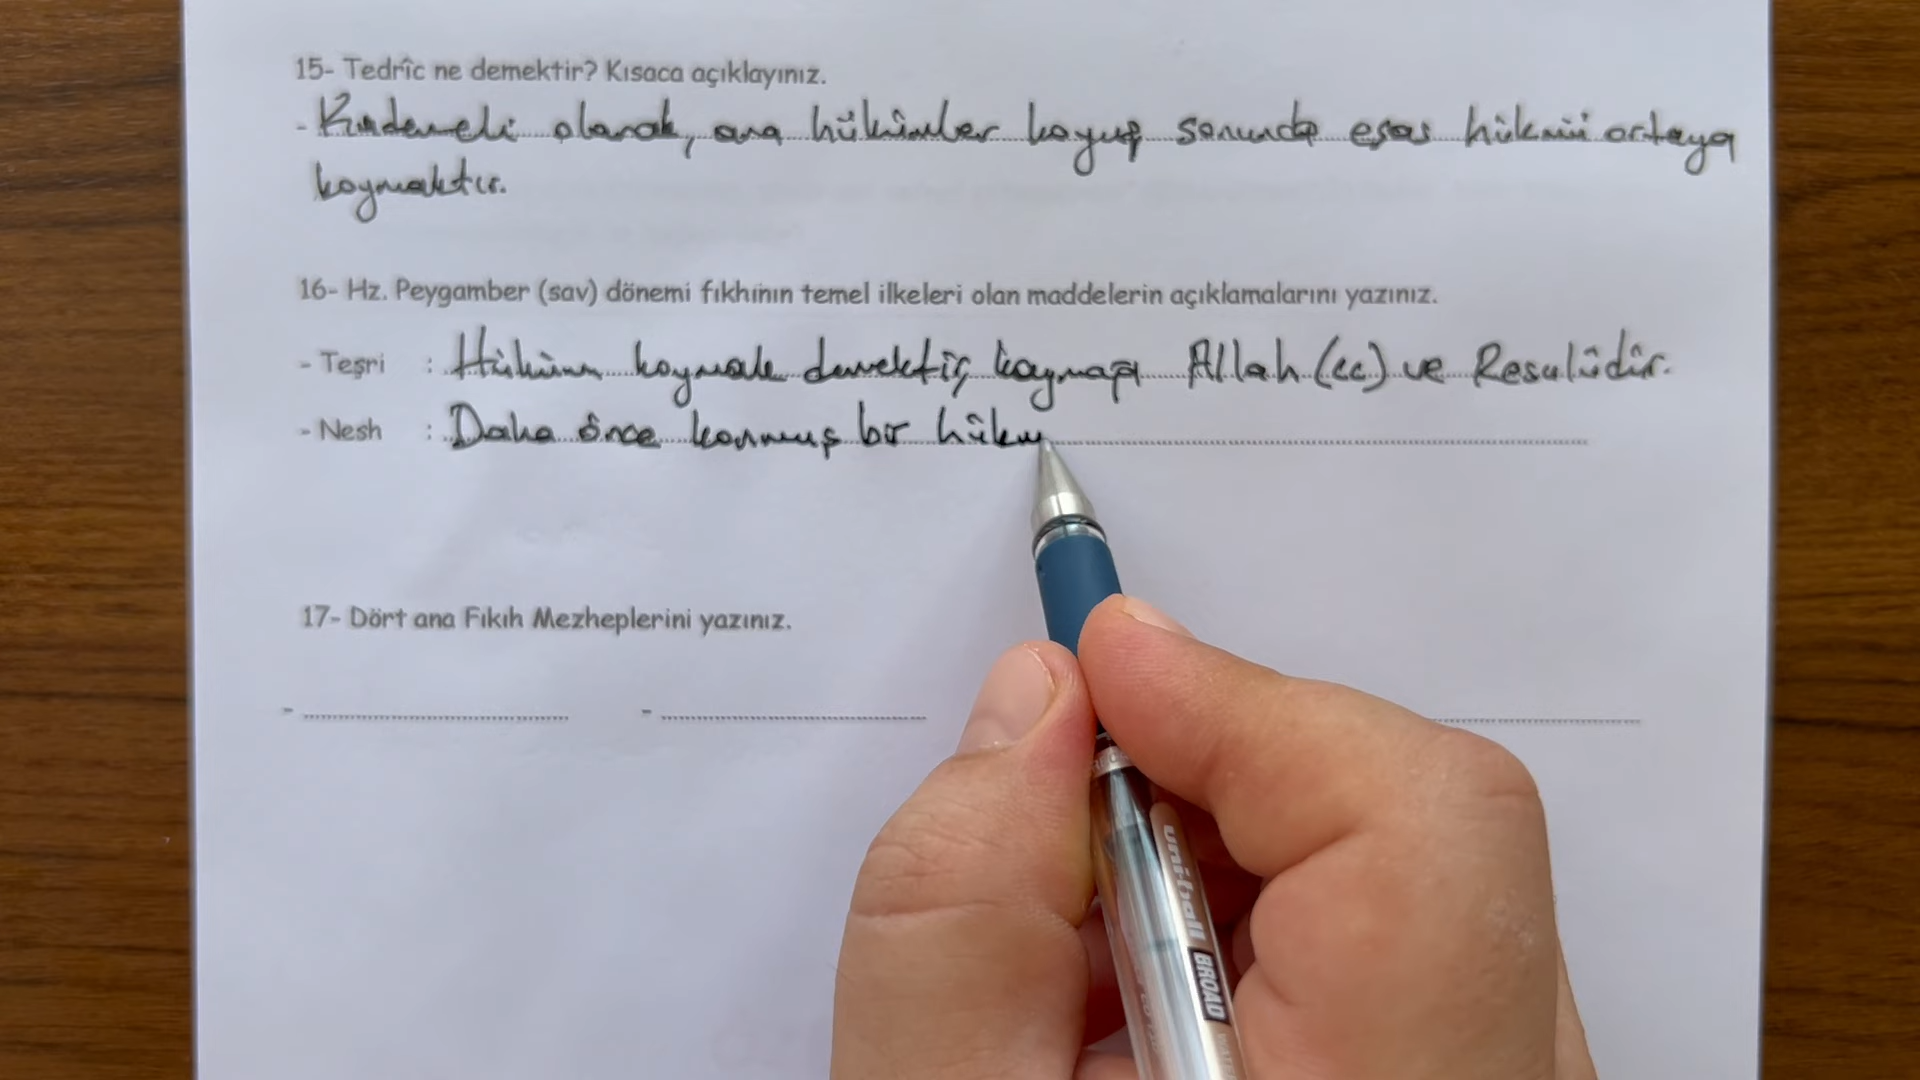 15- Tedrîc ne demektir? Kısaca açıklayınız.
- Kademeli olarak, ara hükümler koyup sonunda esas hükmü ortaya
koymaktır.
16- Hz. Peygamber (sav) dönemi fıkhının temel ilkeleri olan maddelerin açıklamalarını yazınız.
- Teşri : Hüküm koymak demektir, kaynağı Allah (cc) ve Resulüdür.
- Nesh : Daha önce konmuş bir hükm
17- Dört ana Fıkıh Mezheplerini yazınız.
uni-ball BROAD